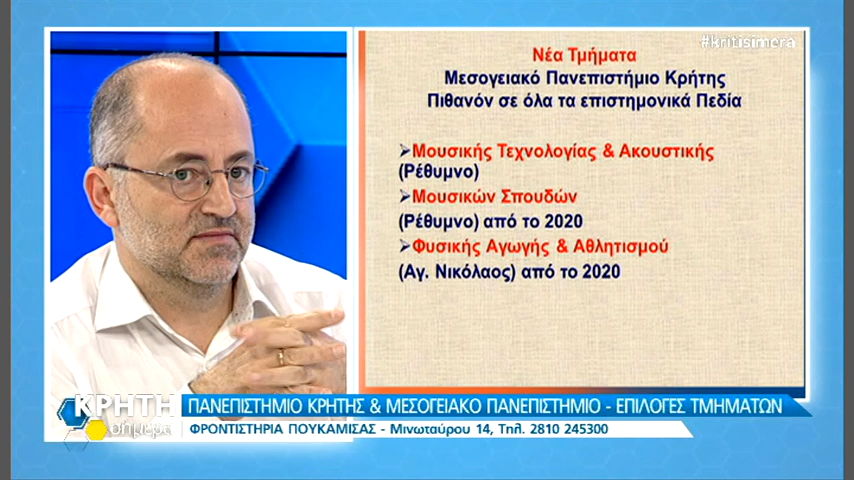 #kritisimera
Νέα Τμήματα
Μεσογειακό Πανεπιστήμιο Κρήτης
Πιθανόν σε όλα τα επιστημονικά Πεδία
➢Μουσικής Τεχνολογίας & Ακουστικής
(Ρέθυμνο)
➢Μουσικών Σπουδών
(Ρέθυμνο) από το 2020
➢Φυσικής Αγωγής & Αθλητισμού
(Αγ. Νικόλαος) από το 2020
ΚΡΗΤΗ
σήμερα
ΠΑΝΕΠΙΣΤΗΜΙΟ ΚΡΗΤΗΣ & ΜΕΣΟΓΕΙΑΚΟ ΠΑΝΕΠΙΣΤΗΜΙΟ - ΕΠΙΛΟΓΕΣ ΤΜΗΜΑΤΩΝ
ΦΡΟΝΤΙΣΤΗΡΙΑ ΠΟΥΚΑΜΙΣΑΣ - Μινωταύρου 14, Τηλ. 2810 245300